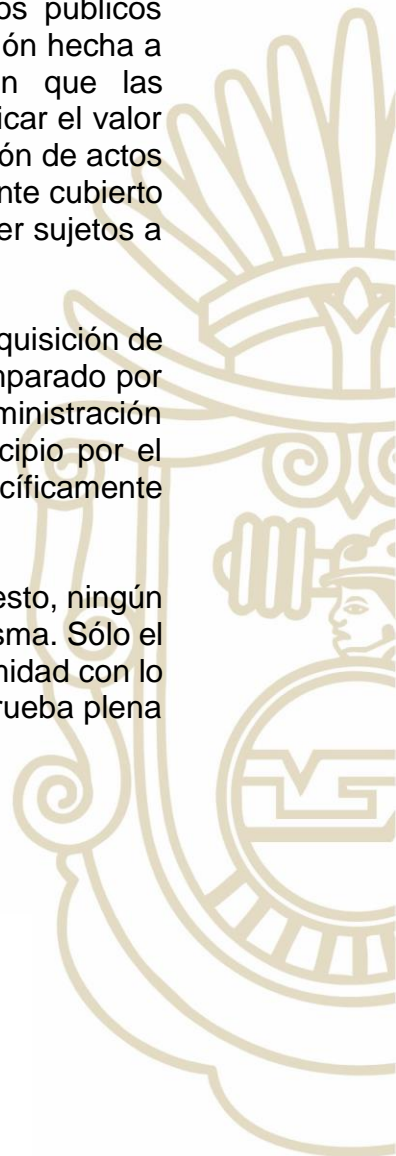 os públicos
ón hecha a
n que las
icar el valor
ón de actos
nte cubierto
er sujetos a
quisición de
mparado por
ministración
cipio por el
cíficamente
esto, ningún
sma. Sólo el
nidad con lo
rueba plena